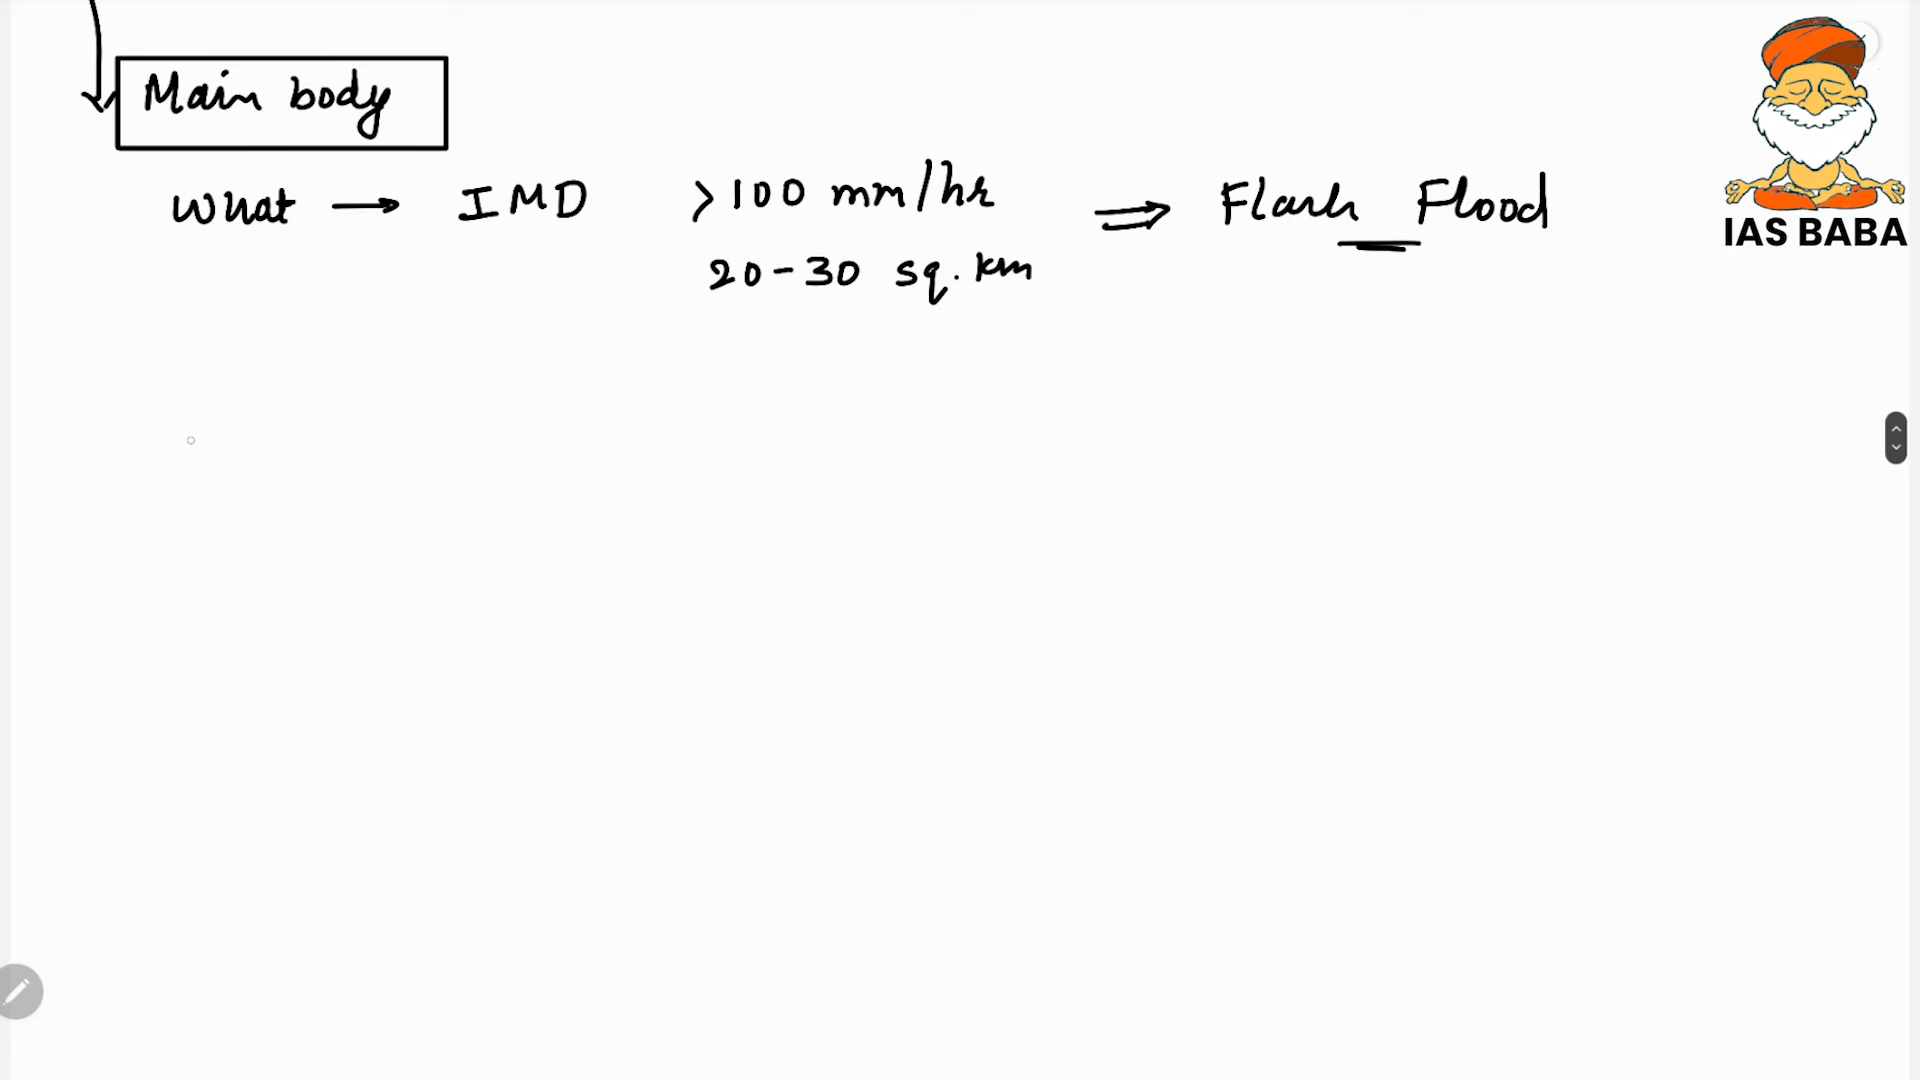 Main body
What → IMD >100 mm/hr ⇒ Flash Flood
20-30 sq. km
IAS BABA